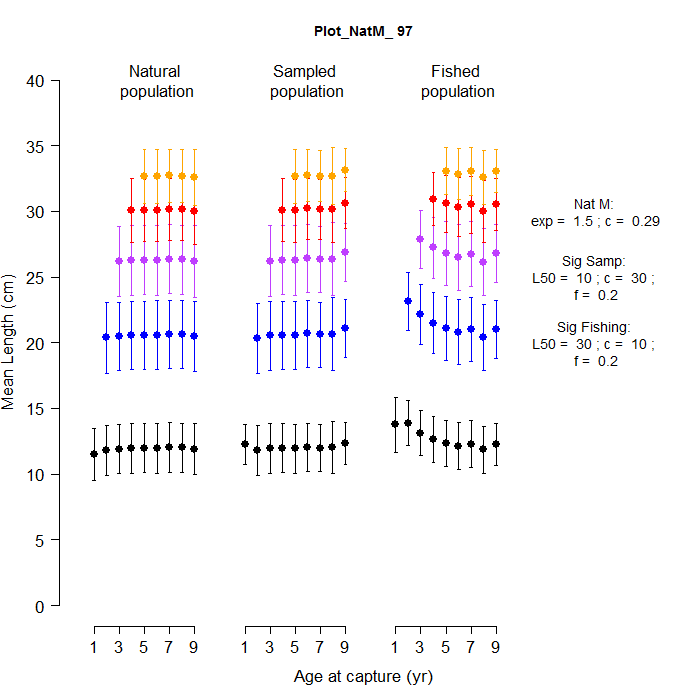 Plot_NatM_ 97
Natural
population
Sampled
population
Fished
population
40
35
30
25
20
15
10
5
0
Mean Length (cm)
1 3 5 7 9
1 3 5 7 9
1 3 5 7 9
Age at capture (yr)
Nat M:
exp =  1.5 ; c =  0.29
Sig Samp:
L50 =  10 ; c =  30 ;
f =  0.2
Sig Fishing:
L50 =  30 ; c =  10 ;
f =  0.2